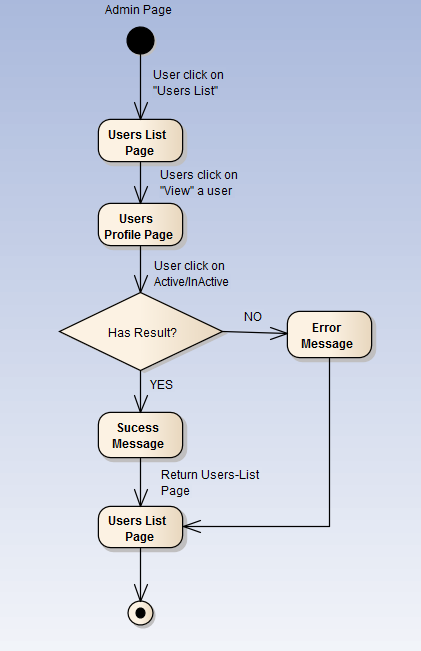 Admin Page
User click on
"Users List"
Users List
Page
Users click on
"View" a user
Users
Profile Page
User click on
Active/InActive
Has Result?
NO
Error
Message
YES
Sucess
Message
Return Users-List
Page
Users List
Page